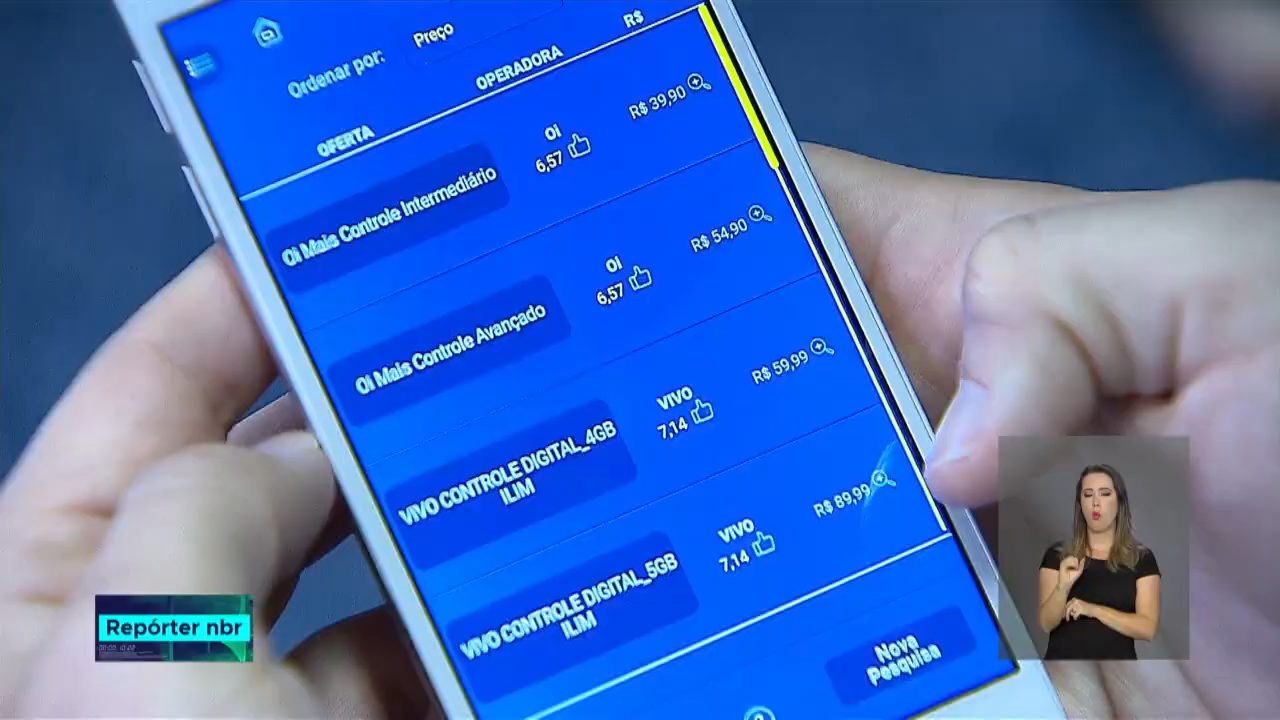 Ordenar por: Preço
OFERTA OPERADORA R$
Oi Mais Controle Intermediário
OI
6,57
R$ 39,90
Oi Mais Controle Avançado
OI
6,57
R$ 54,90
VIVO CONTROLE DIGITAL_4GB
ILIM
VIVO
7,14
R$ 59,99
VIVO CONTROLE DIGITAL_5GB
ILIM
VIVO
7,14
R$ 89,99
Nova
Pesquisa
Repórter nbr